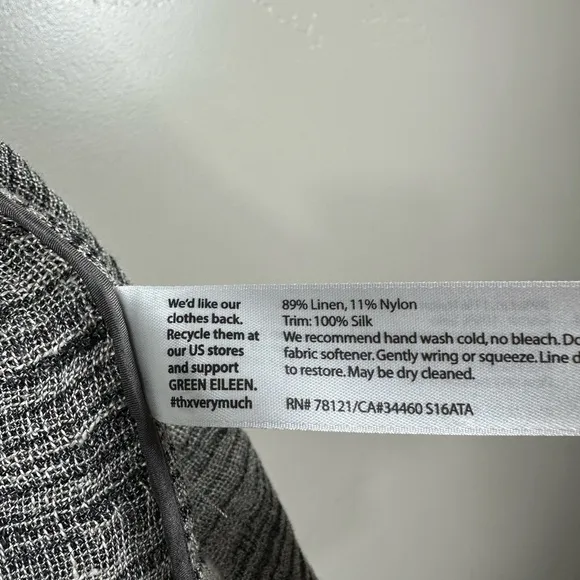 We'd like our
clothes back.
Recycle them at
our US stores
and support
GREEN EILEEN.
#thxverymuch
89% Linen, 11% Nylon
Trim: 100% Silk
We recommend hand wash cold, no bleach. Do
fabric softener. Gently wring or squeeze. Line d
to restore. May be dry cleaned.
RN# 78121/CA#34460 S16ATA